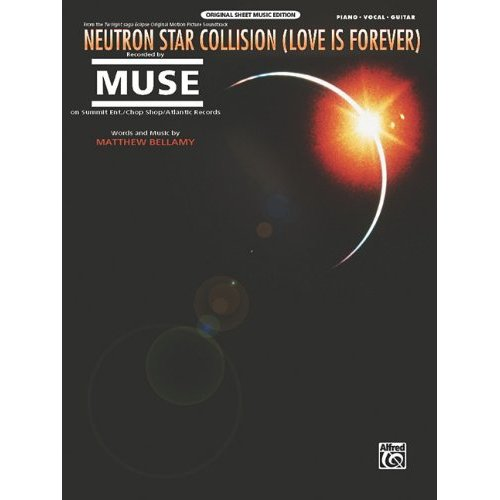 ORIGINAL SHEET MUSIC EDITION
PIANO • VOCAL • GUITAR
From the Twilight saga Eclipse Original Motion Picture Soundtrack
NEUTRON STAR COLLISION (LOVE IS FOREVER)
Recorded by
MUSE
on Summit Ent./Chop Shop/Atlantic Records
Words and Music by
MATTHEW BELLAMY
Alfred